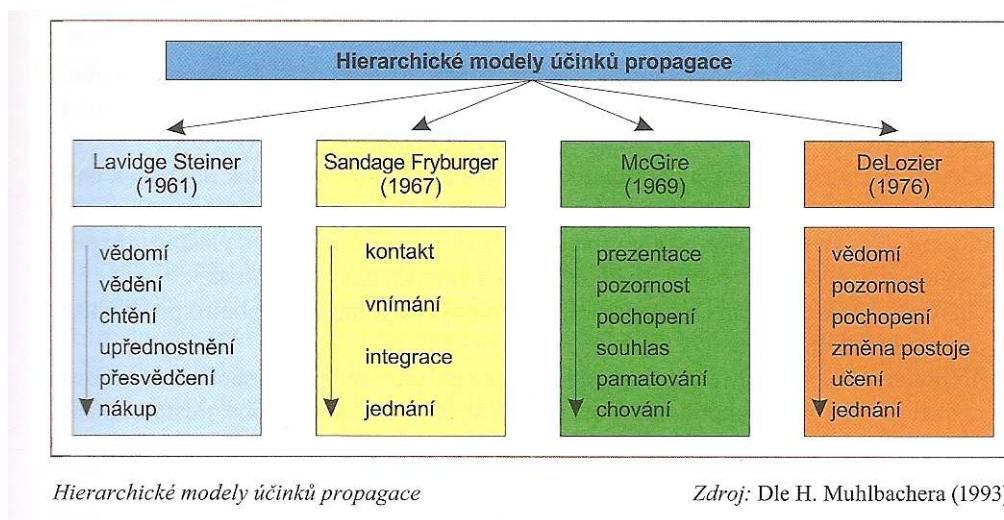 Hierarchické modely účinků propagace
Lavidge Steiner
(1961)
Sandage Fryburger
(1967)
McGire
(1969)
DeLozier
(1976)
vědomí
vědění
chtění
upřednostnění
přesvědčení
nákup
kontakt
vnímání
integrace
jednání
prezentace
pozornost
pochopení
souhlas
pamatování
chování
vědomí
pozornost
pochopení
změna postoje
učení
jednání
Hierarchické modely účinků propagace
Zdroj: Dle H. Muhlbachera (1993)